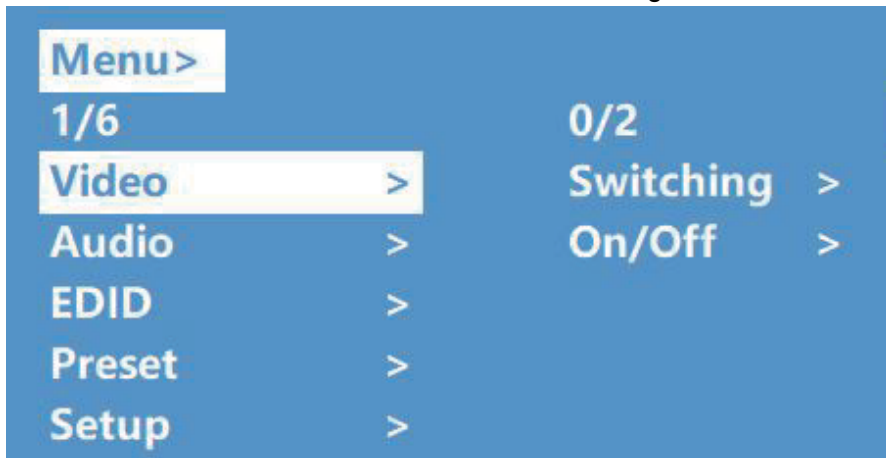 Menu>
1/6 0/2
Video > Switching >
Audio > On/Off >
EDID >
Preset >
Setup >